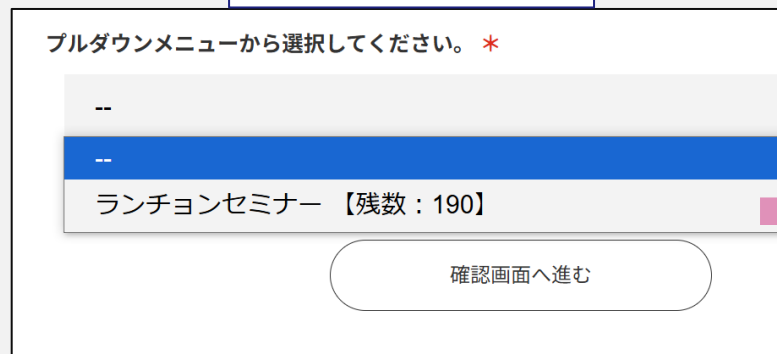 プルダウンメニューから選択してください。 *
--
--
ランチョンセミナー 【残数：190】
確認画面へ進む